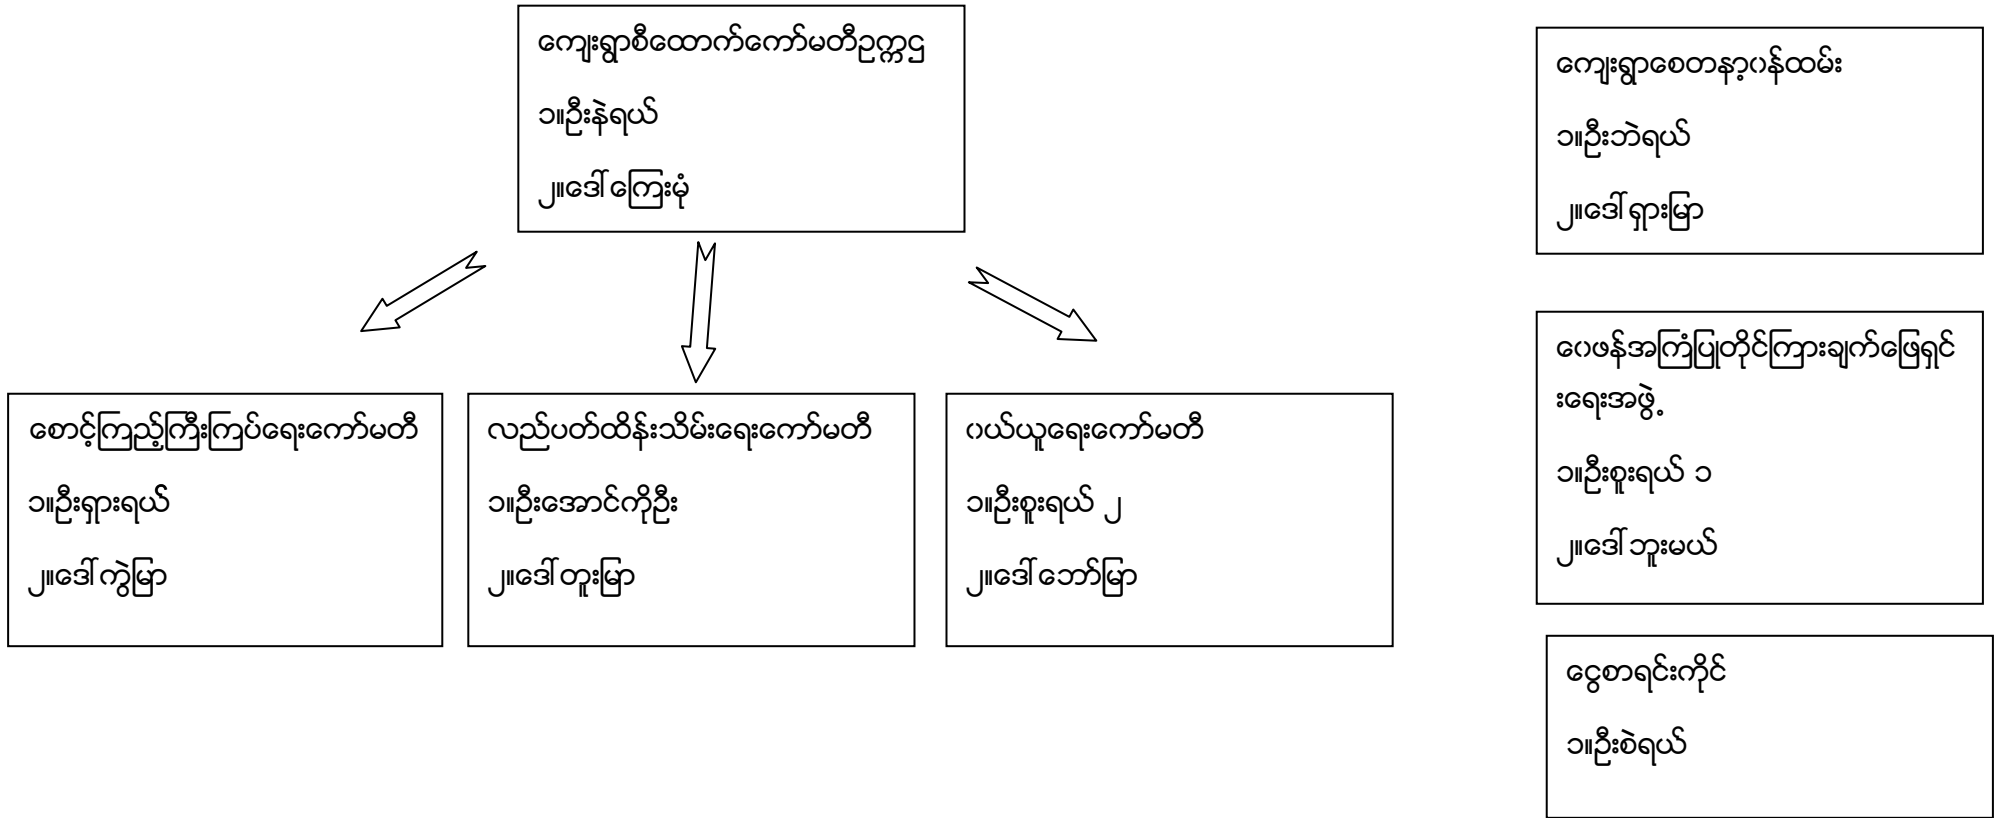 ကျေးရွာစီထောက်ကော်မတီဥက္ကဌ
၁။ဦးနဲရယ်
၂။ဒေါ်ကြေးမုံ
စောင့်ကြည့်ကြီးကြပ်ရေးကော်မတီ
၁။ဦးရှားရယ်
၂။ဒေါ်ကွဲမြာ
လည်ပတ်ထိန်းသိမ်းရေးကော်မတီ
၁။ဦးအောင်ကိုဦး
၂။ဒေါ်တူးမြာ
ဝယ်ယူရေးကော်မတီ
၁။ဦးစူးရယ် ၂
၂။ဒေါ်ဘော်မြာ
ကျေးရွာစေတနာ့ဝန်ထမ်း
၁။ဦးဘဲရယ်
၂။ဒေါ်ရှားမြာ
ဝေဖန်အကြံပြုတိုင်ကြားချက်ဖြေရှင်
းရေးအဖွဲ့
၁။ဦးစူးရယ် ၁
၂။ဒေါ်ဘူးမယ်
ငွေစာရင်းကိုင်
၁။ဦးစဲရယ်